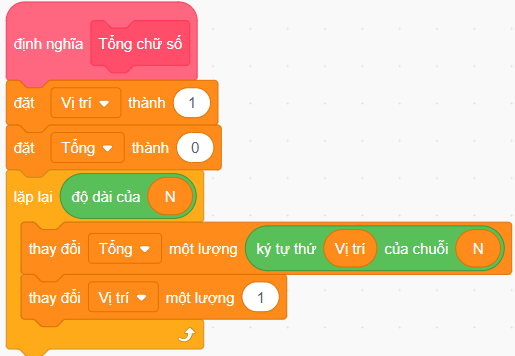 định nghĩa Tổng chữ số
đặt Vị trí thành 1
đặt Tổng thành 0
lặp lại độ dài của N
thay đổi Tổng một lượng ký tự thứ Vị trí của chuỗi N
thay đổi Vị trí một lượng 1